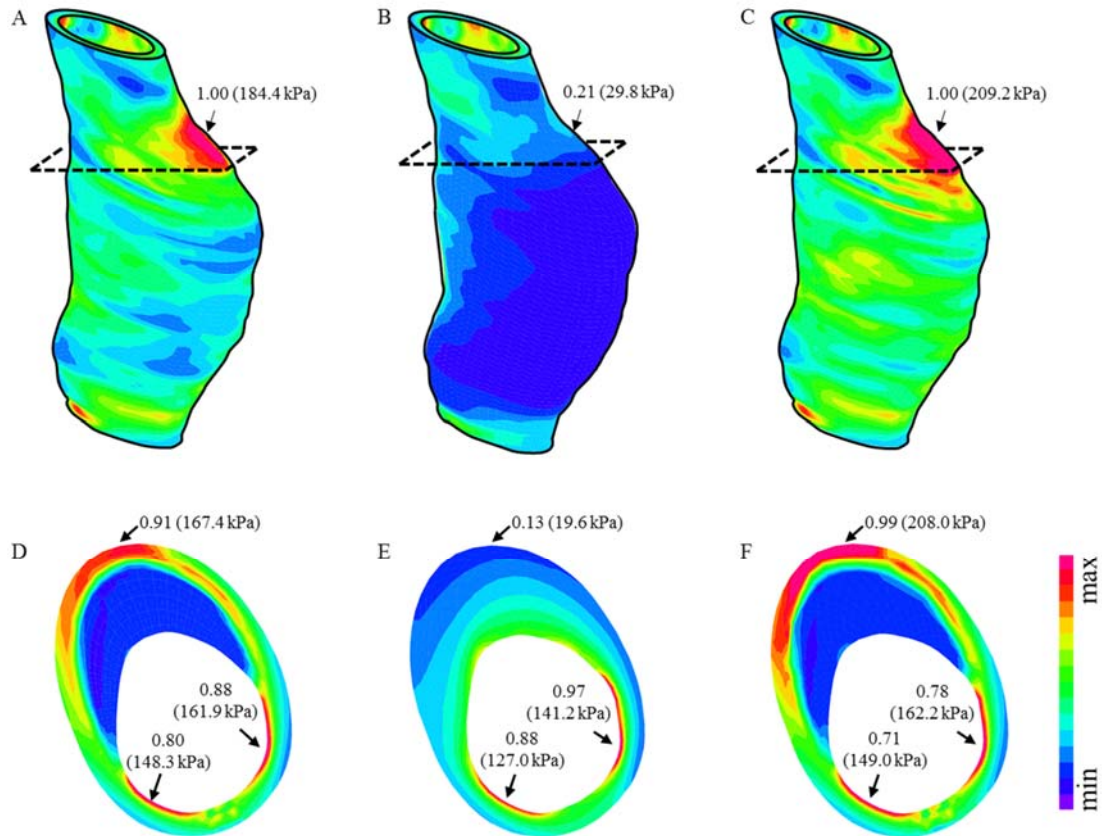 A
B
C
1.00 (184.4 kPa)
0.21 (29.8 kPa)
1.00 (209.2 kPa)
0.91 (167.4 kPa)
0.13 (19.6 kPa)
0.99 (208.0 kPa)
D
E
F
0.88
(161.9 kPa)
0.80
(148.3 kPa)
0.97
(141.2 kPa)
0.88
(127.0 kPa)
0.78
(162.2 kPa)
0.71
(149.0 kPa)
max
min